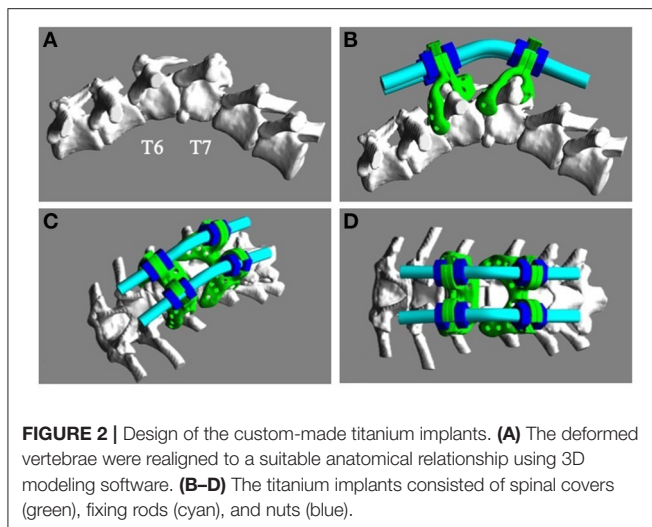 A
B
T6 T7
C
D
FIGURE 2 | Design of the custom-made titanium implants. (A) The deformed
vertebrae were realigned to a suitable anatomical relationship using 3D
modeling software. (B–D) The titanium implants consisted of spinal covers
(green), fixing rods (cyan), and nuts (blue).